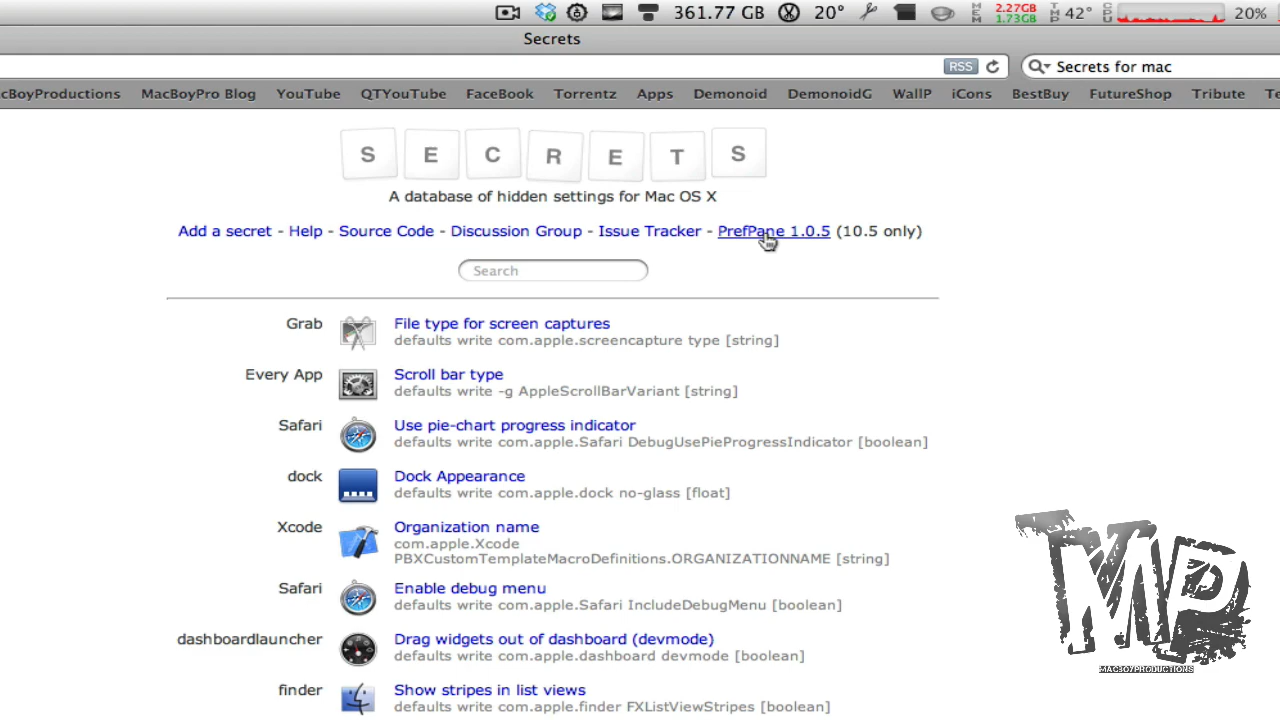 361.77 GB 20° MEM 2.27GB 1.73GB TMP 42° CPU 20%
Secrets
RSS Secrets for mac
acBoyProductions MacBoyPro Blog YouTube QTYouTube FaceBook Torrentz Apps Demonoid DemonoidG WallP iCons BestBuy FutureShop Tribute Te
S E C R E T S
A database of hidden settings for Mac OS X
Add a secret - Help - Source Code - Discussion Group - Issue Tracker - PrefPane 1.0.5 (10.5 only)
Search
Grab File type for screen captures
defaults write com.apple.screencapture type [string]
Every App Scroll bar type
defaults write -g AppleScrollBarVariant [string]
Safari Use pie-chart progress indicator
defaults write com.apple.Safari DebugUsePieProgressIndicator [boolean]
dock Dock Appearance
defaults write com.apple.dock no-glass [float]
Xcode Organization name
com.apple.Xcode
PBXCustomTemplateMacroDefinitions.ORGANIZATIONNAME [string]
Safari Enable debug menu
defaults write com.apple.Safari IncludeDebugMenu [boolean]
dashboardlauncher Drag widgets out of dashboard (devmode)
defaults write com.apple.dashboard devmode [boolean]
finder Show stripes in list views
defaults write com.apple.finder FXListViewStripes [boolean]
TMP
MACBOYPRODUCTIONS